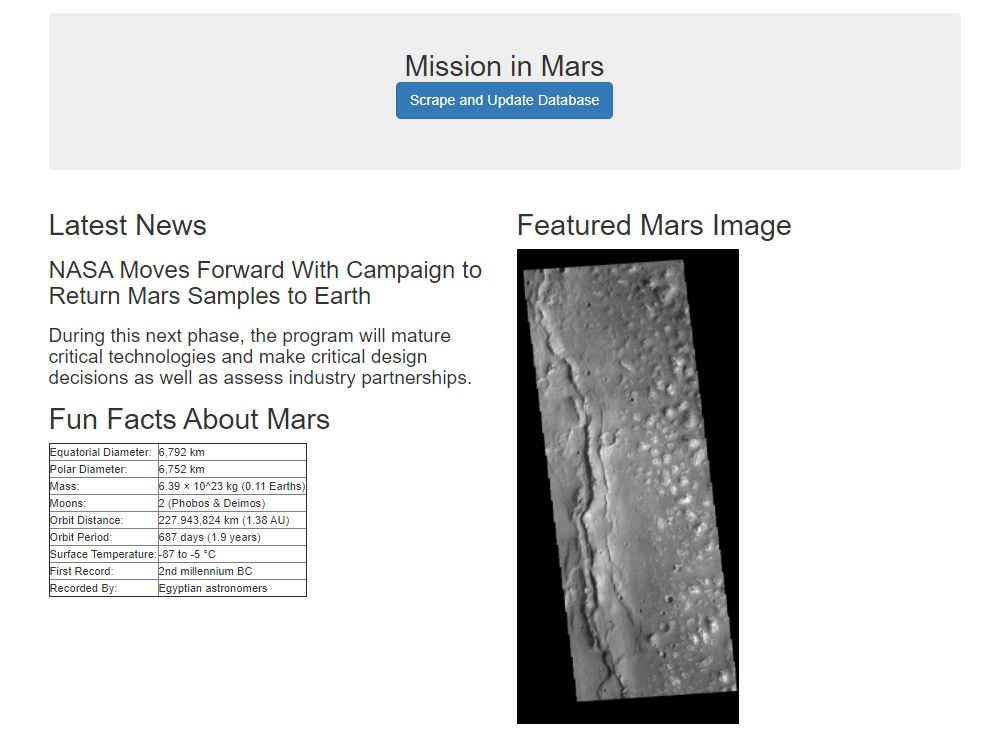 Mission in Mars
Scrape and Update Database
Latest News
NASA Moves Forward With Campaign to
Return Mars Samples to Earth
During this next phase, the program will mature
critical technologies and make critical design
decisions as well as assess industry partnerships.
Fun Facts About Mars
Equatorial Diameter: 6,792 km
Polar Diameter: 6,752 km
Mass: 6.39 × 10^23 kg (0.11 Earths)
Moons: 2 (Phobos & Deimos)
Orbit Distance: 227,943,824 km (1.38 AU)
Orbit Period: 687 days (1.9 years)
Surface Temperature: -87 to -5 °C
First Record: 2nd millennium BC
Recorded By: Egyptian astronomers
Featured Mars Image